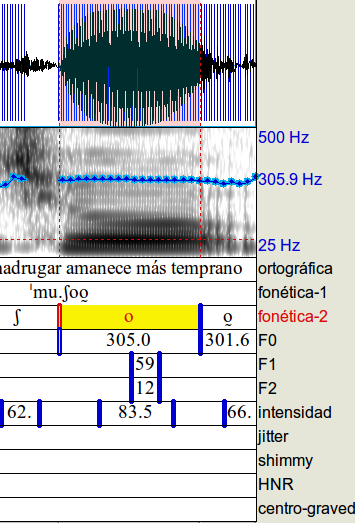 500 Hz
305.9 Hz
25 Hz
nadrugar amanece más temprano ortográfica
ˈmu.ʃoo̯ fonética-1
ʃ o o̯ fonética-2
305.0 301.6 F0
59 F1
12 F2
62. 83.5 66. intensidad
jitter
shimmy
HNR
centro-graved